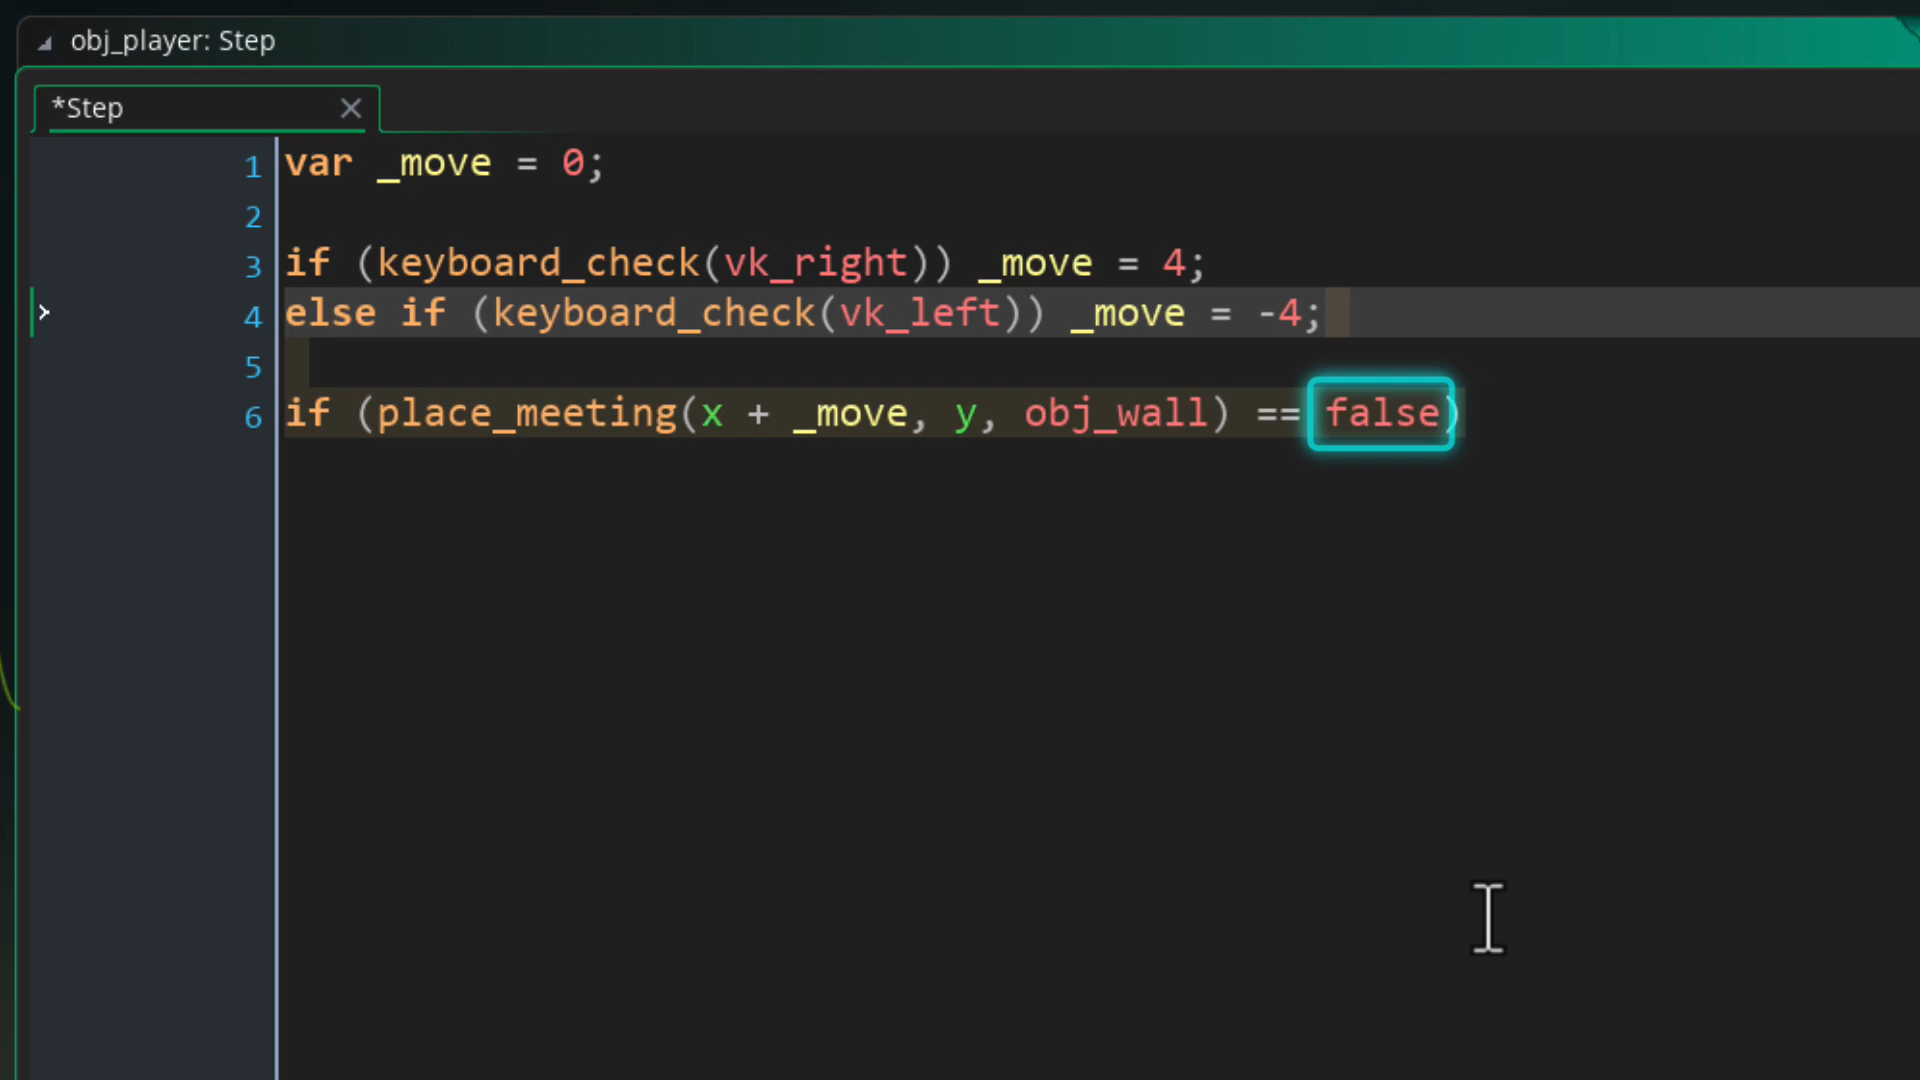 obj_player: Step
*Step
1 var _move = 0;
2
3 if (keyboard_check(vk_right)) _move = 4;
4 else if (keyboard_check(vk_left)) _move = -4;
5
6 if (place_meeting(x + _move, y, obj_wall) == false)